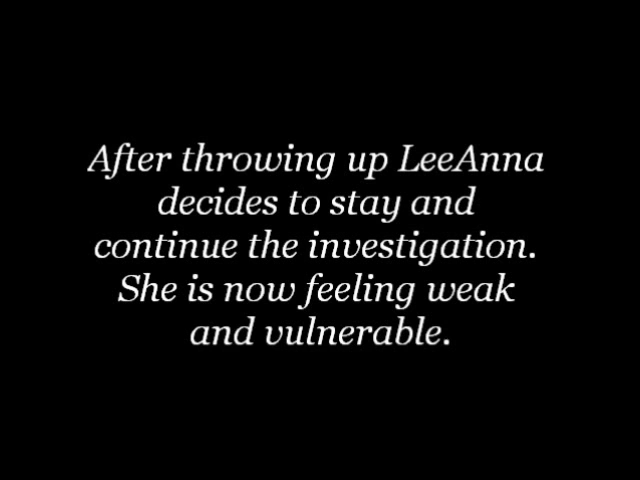 After throwing up LeeAnna
decides to stay and
continue the investigation.
She is now feeling weak
and vulnerable.